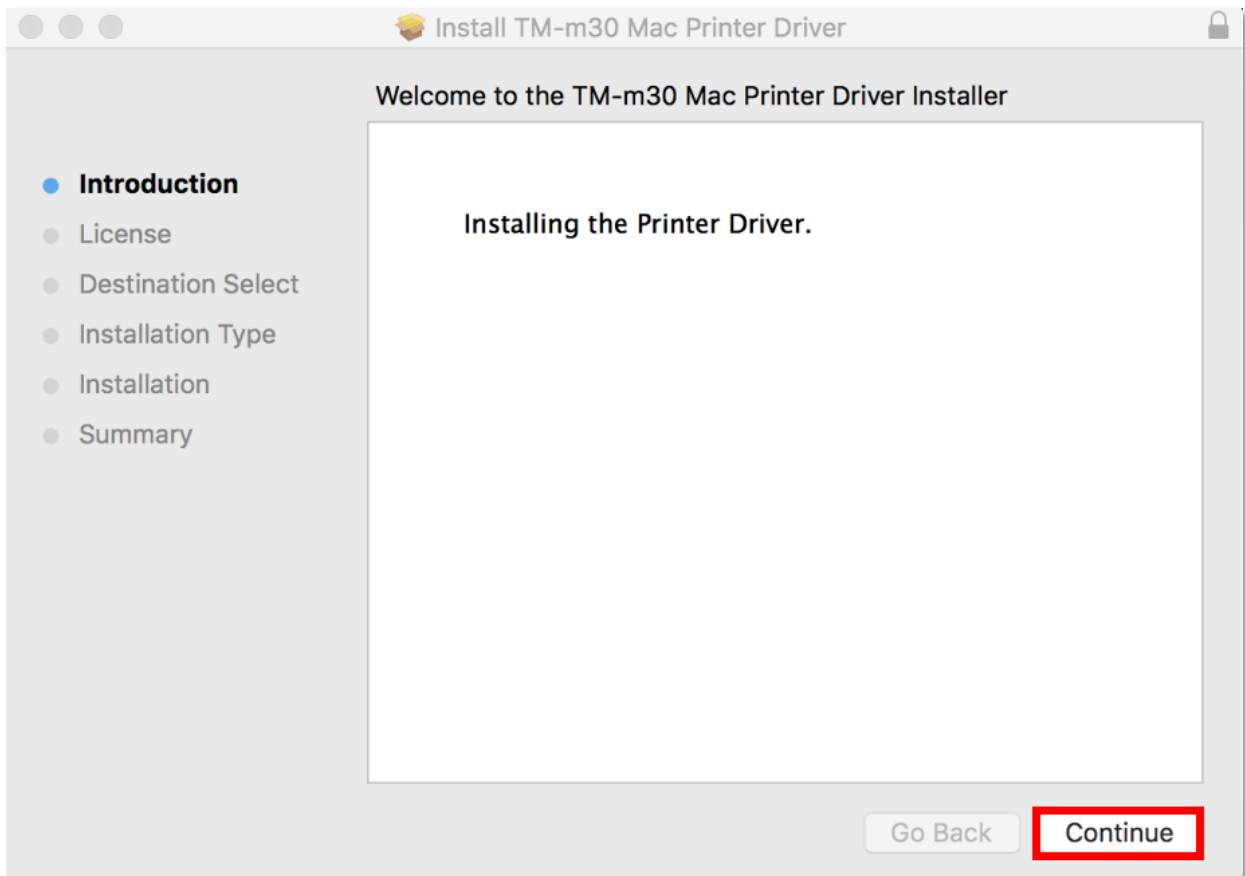 Install TM-m30 Mac Printer Driver
Welcome to the TM-m30 Mac Printer Driver Installer
Introduction
License
Destination Select
Installation Type
Installation
Summary
Installing the Printer Driver.
Go Back
Continue